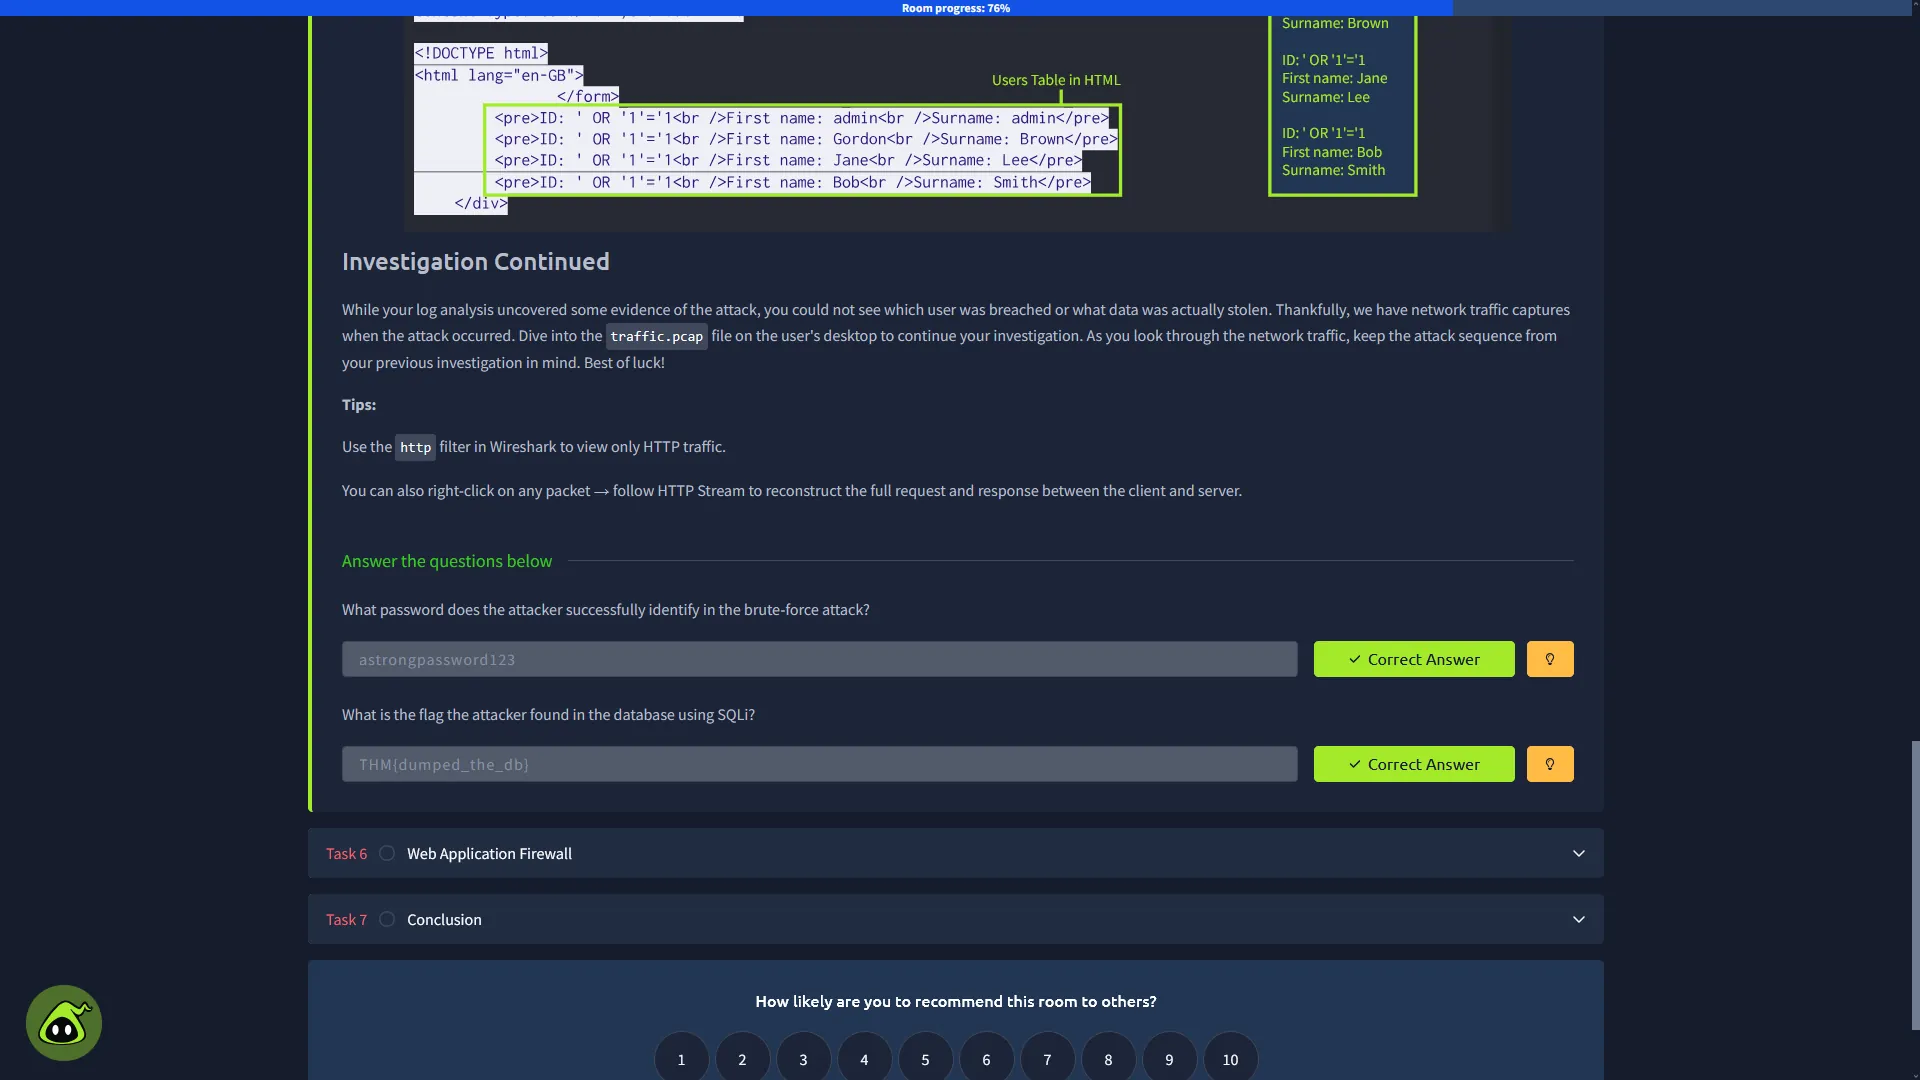 Room progress: 76%
Surname: Brown
<!DOCTYPE html>
<html lang="en-GB">
</form>
Users Table in HTML
<pre>ID: ' OR '1'='1<br />First name: admin<br />Surname: admin</pre>
<pre>ID: ' OR '1'='1<br />First name: Gordon<br />Surname: Brown</pre>
<pre>ID: ' OR '1'='1<br />First name: Jane<br />Surname: Lee</pre>
<pre>ID: ' OR '1'='1<br />First name: Bob<br />Surname: Smith</pre>
</div>
ID: ' OR '1'='1
First name: Jane
Surname: Lee
ID: ' OR '1'='1
First name: Bob
Surname: Smith
Investigation Continued
While your log analysis uncovered some evidence of the attack, you could not see which user was breached or what data was actually stolen. Thankfully, we have network traffic captures
when the attack occurred. Dive into the traffic.pcap file on the user's desktop to continue your investigation. As you look through the network traffic, keep the attack sequence from
your previous investigation in mind. Best of luck!
Tips:
Use the http filter in Wireshark to view only HTTP traffic.
You can also right-click on any packet → follow HTTP Stream to reconstruct the full request and response between the client and server.
Answer the questions below
What password does the attacker successfully identify in the brute-force attack?
astrongpassword123
✓ Correct Answer
What is the flag the attacker found in the database using SQLi?
THM{dumped_the_db}
✓ Correct Answer
Task 6 Web Application Firewall
Task 7 Conclusion
How likely are you to recommend this room to others?
1 2 3 4 5 6 7 8 9 10